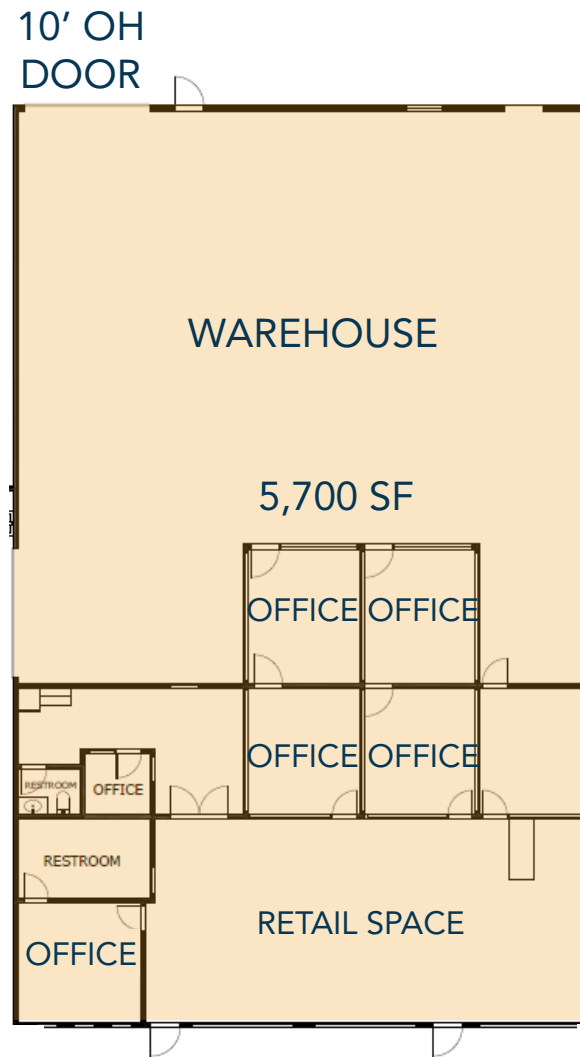 10’ OH
DOOR
WAREHOUSE
5,700 SF
OFFICE
OFFICE
OFFICE
OFFICE
RESTROOM
OFFICE
RESTROOM
RETAIL SPACE
OFFICE